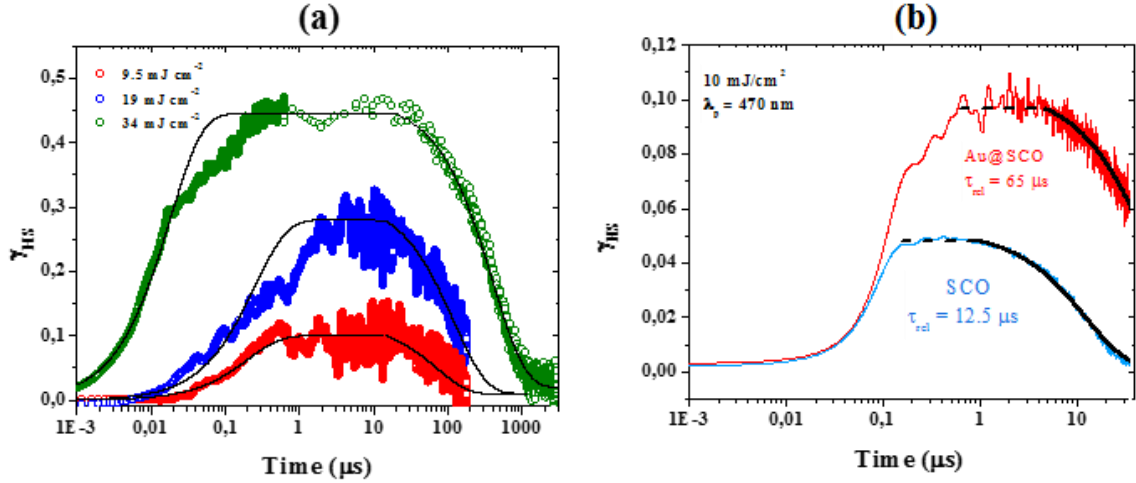 (a)
0,5
0,4
0,3
0,2
0,1
0,0
γHS
9.5 mJ cm-2
19 mJ cm-2
34 mJ cm-2
1E-3 0,01 0,1 1 10 100 1000
Time (μs)
(b)
0,12
0,10
0,08
0,06
0,04
0,02
0,00
γHS
10 mJ/cm2
λp = 470 nm
Au@SCO
τrel = 65 μs
SCO
τrel = 12.5 μs
1E-3 0,01 0,1 1 10
Time (μs)